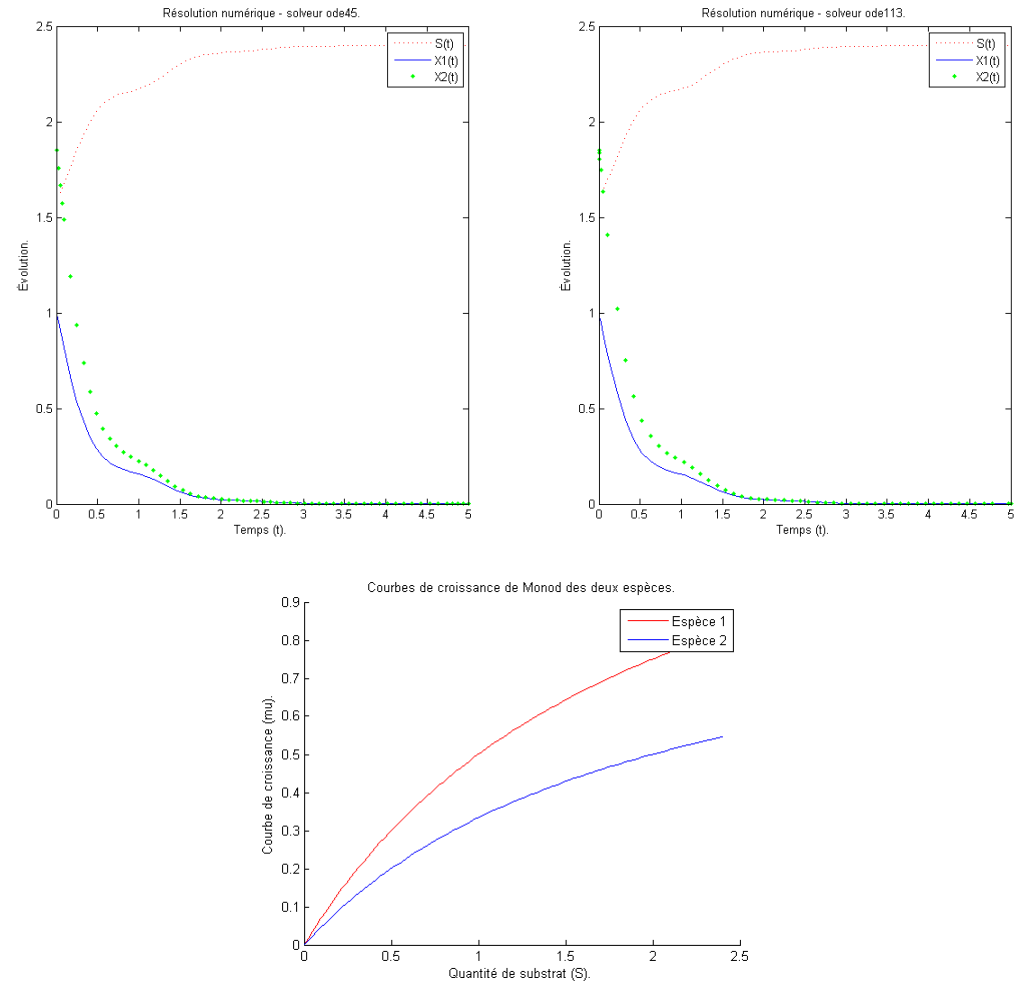 Résolution numérique - solveur ode45.
2.5
2
1.5
1
0.5
0
Évolution.
S(t)
X1(t)
X2(t)
0 0.5 1 1.5 2 2.5 3 3.5 4 4.5 5
Temps (t).
Résolution numérique - solveur ode113.
2.5
2
1.5
1
0.5
0
Évolution.
S(t)
X1(t)
X2(t)
0 0.5 1 1.5 2 2.5 3 3.5 4 4.5 5
Temps (t).
Courbes de croissance de Monod des deux espèces.
0.9
0.8
0.7
0.6
0.5
0.4
0.3
0.2
0.1
0
Courbe de croissance (mu).
Espèce 1
Espèce 2
0 0.5 1 1.5 2 2.5
Quantité de substrat (S).